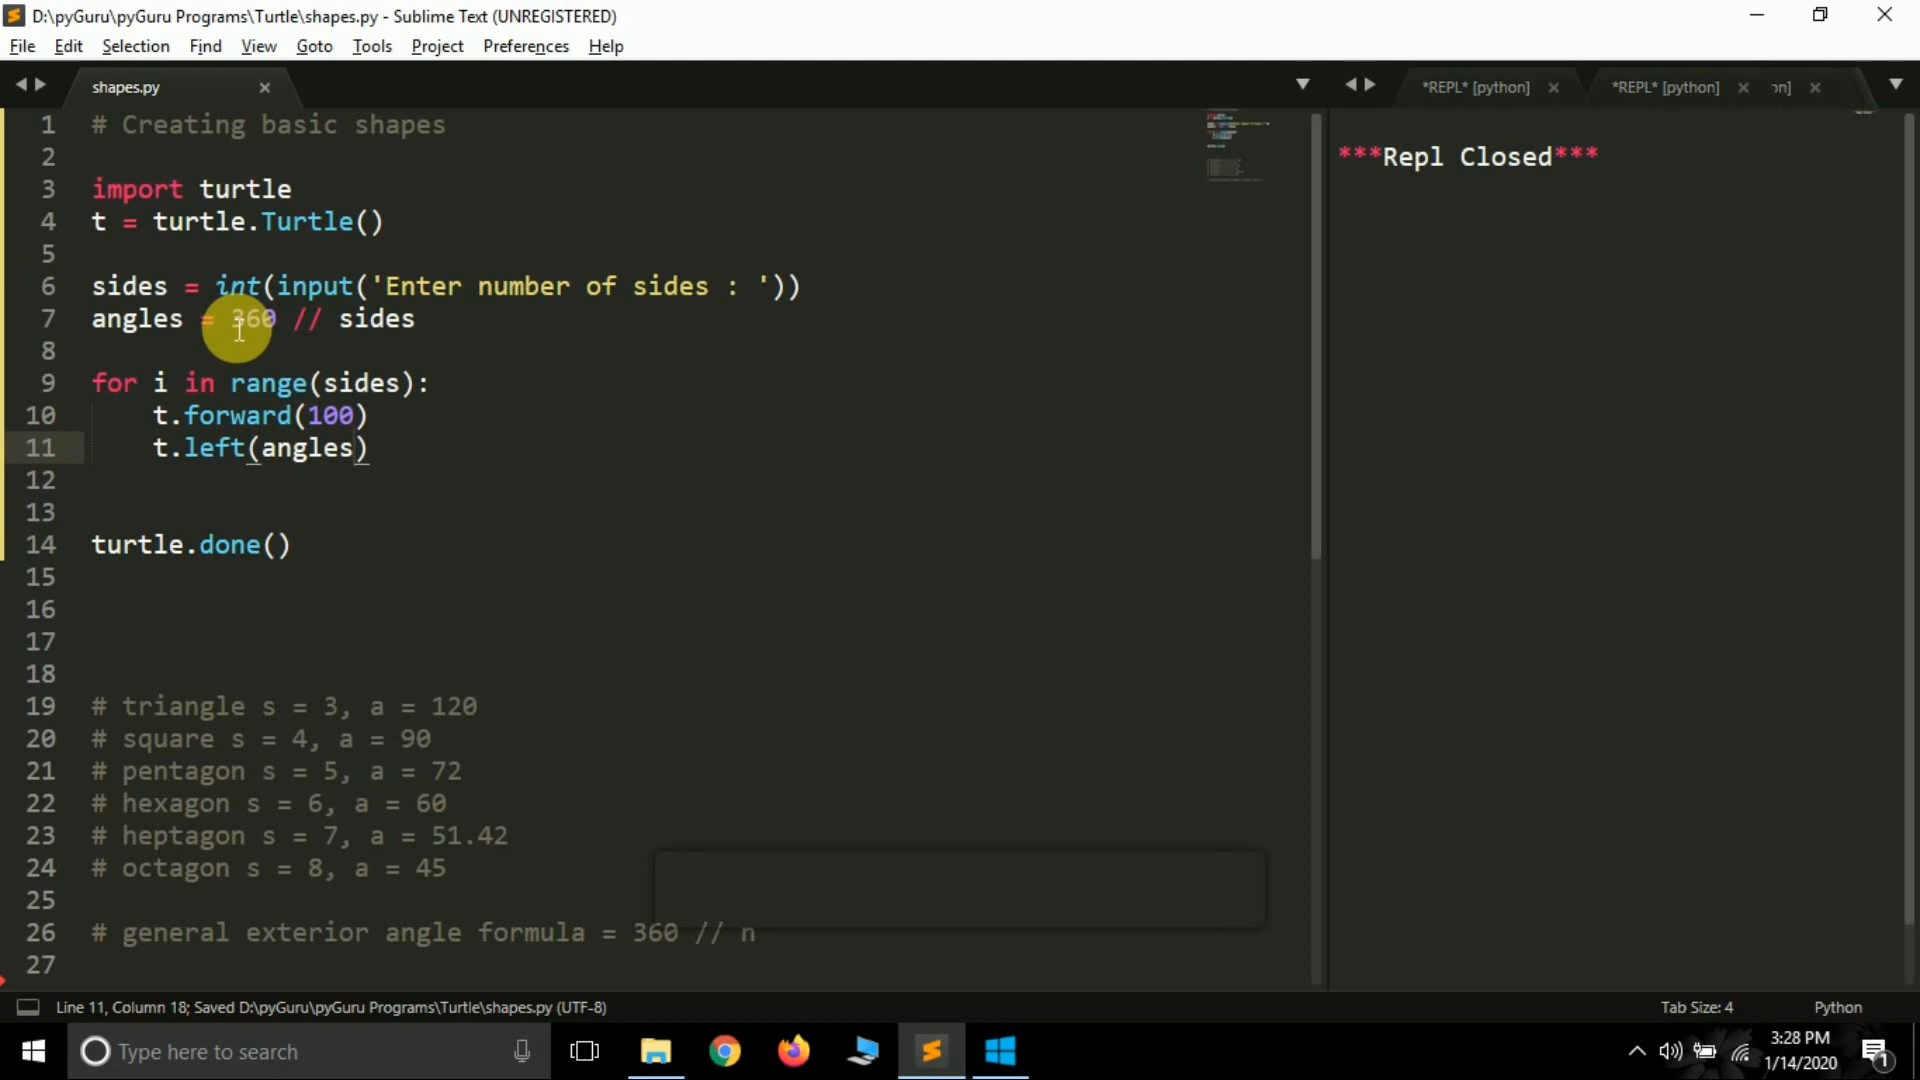 D:\pyGuru\pyGuru Programs\Turtle\shapes.py - Sublime Text (UNREGISTERED)
File Edit Selection Find View Goto Tools Project Preferences Help
shapes.py
*REPL* [python] *REPL* [python] on]
1 # Creating basic shapes
2
3 import turtle
4 t = turtle.Turtle()
5
6 sides = int(input('Enter number of sides : '))
7 angles = 360 // sides
8
9 for i in range(sides):
10 t.forward(100)
11 t.left(angles)
12
13
14 turtle.done()
15
16
17
18
19 # triangle s = 3, a = 120
20 # square s = 4, a = 90
21 # pentagon s = 5, a = 72
22 # hexagon s = 6, a = 60
23 # heptagon s = 7, a = 51.42
24 # octagon s = 8, a = 45
25
26 # general exterior angle formula = 360 // n
27
***Repl Closed***
Line 11, Column 18; Saved D:\pyGuru\pyGuru Programs\Turtle\shapes.py (UTF-8)
Tab Size: 4 Python
Type here to search
3:28 PM
1/14/2020
1